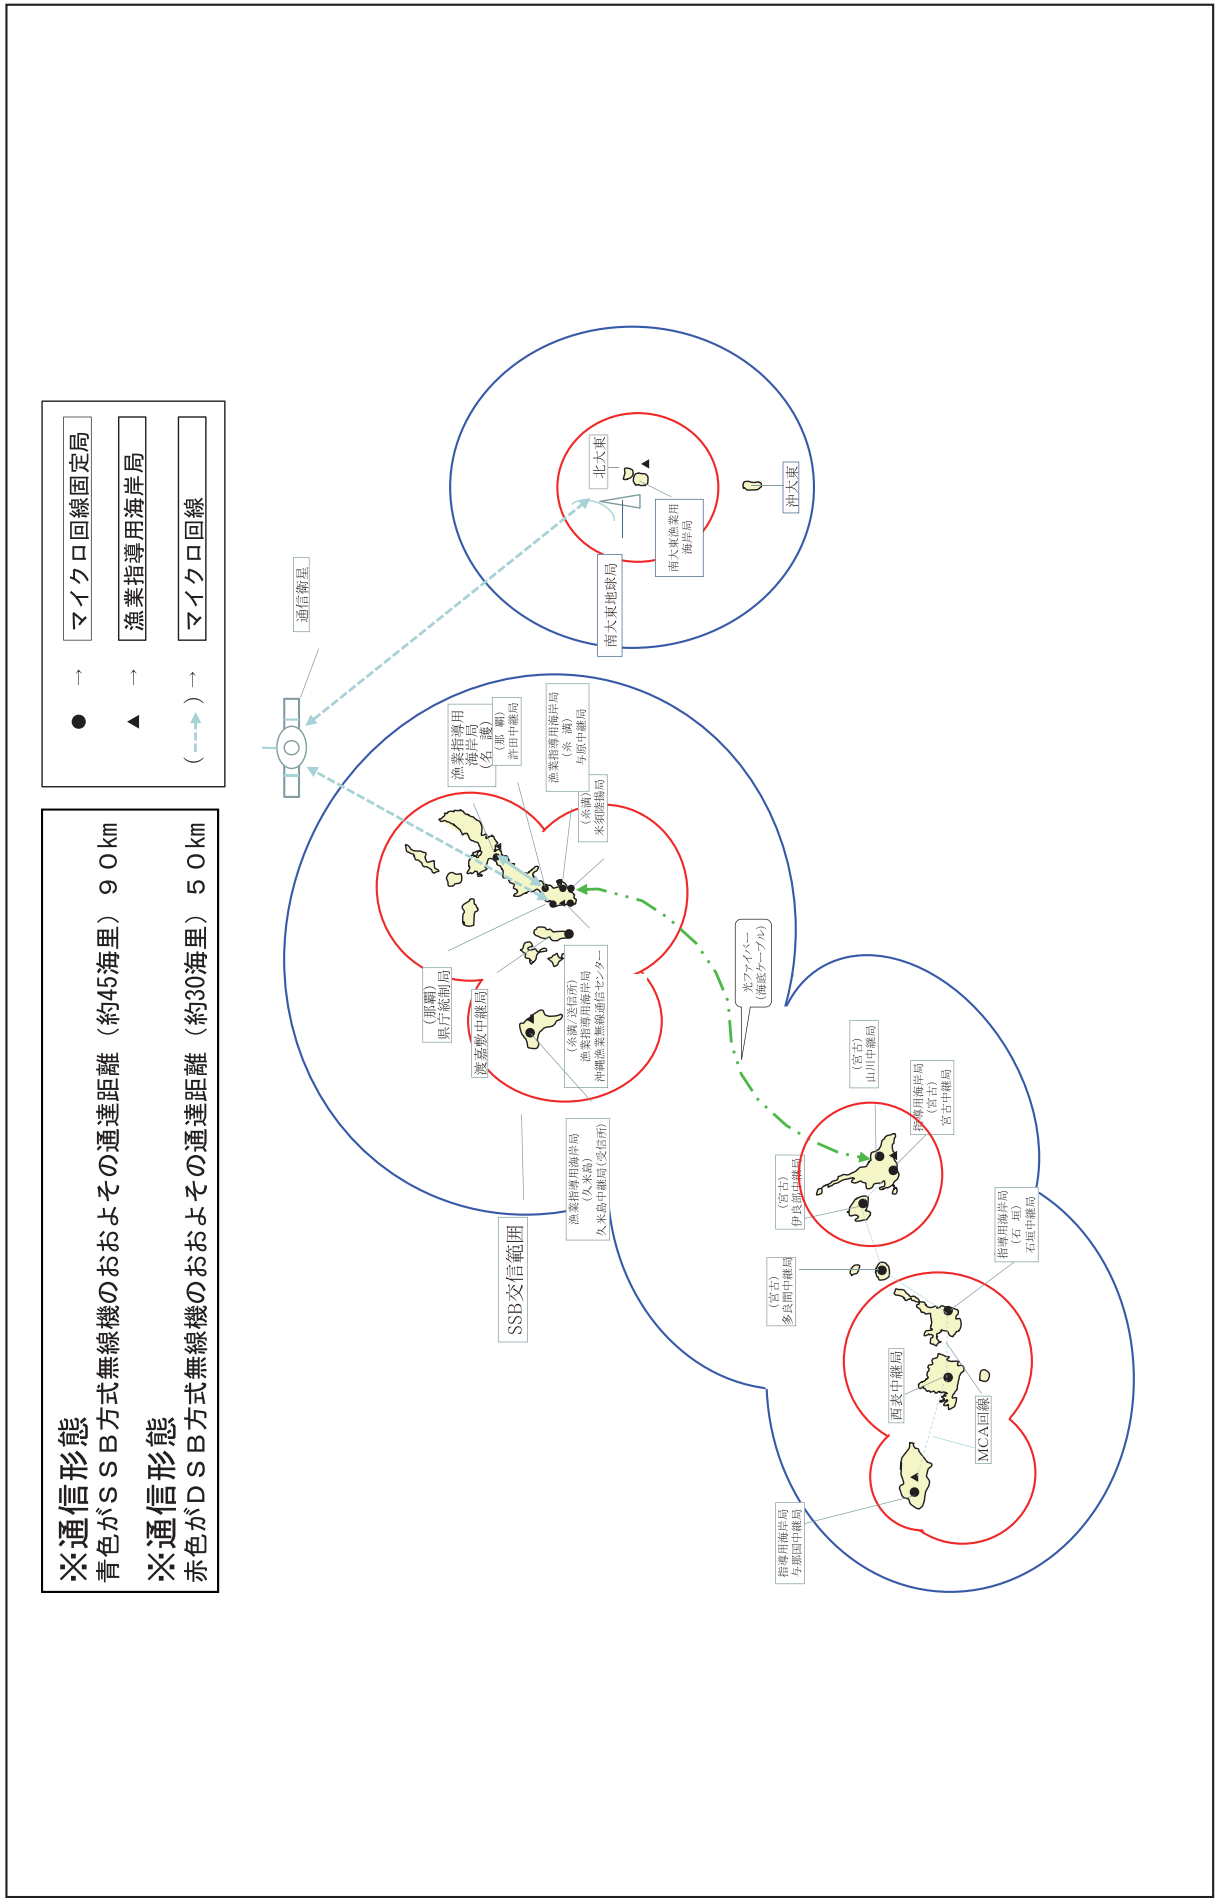 ※通信形態
青色がＳＳＢ方式無線機のおおよその通達距離（約45海里）９０㎞
※通信形態
赤色がＤＳＢ方式無線機のおおよその通達距離（約30海里）５０㎞
● → マイクロ回線固定局
▲ → 漁業指導用海岸局
( ) → マイクロ回線
通信衛星
漁業指導用
海岸局
(名 護)
(那 覇)
許田中継局
漁業指導用海岸局
(糸 満)
与原中継局
(糸満)
米須陸揚局
(那覇)
県庁統制局
渡嘉敷中継局
(糸満/送信所)
漁業指導用海岸局
沖縄漁業無線通信センター
漁業指導用海岸局
(久米島)
久米島中継局(受信所)
SSB交信範囲
北大東
南大東漁業用
海岸局
南大東地球局
沖大東
光ファイバー
(海底ケーブル)
(宮古)
山川中継局
指導用海岸局
(宮古)
宮古中継局
(宮古)
伊良部中継局
(宮古)
多良間中継局
指導用海岸局
(石 垣)
石垣中継局
西表中継局
MCA回線
指導用海岸局
与那国中継局